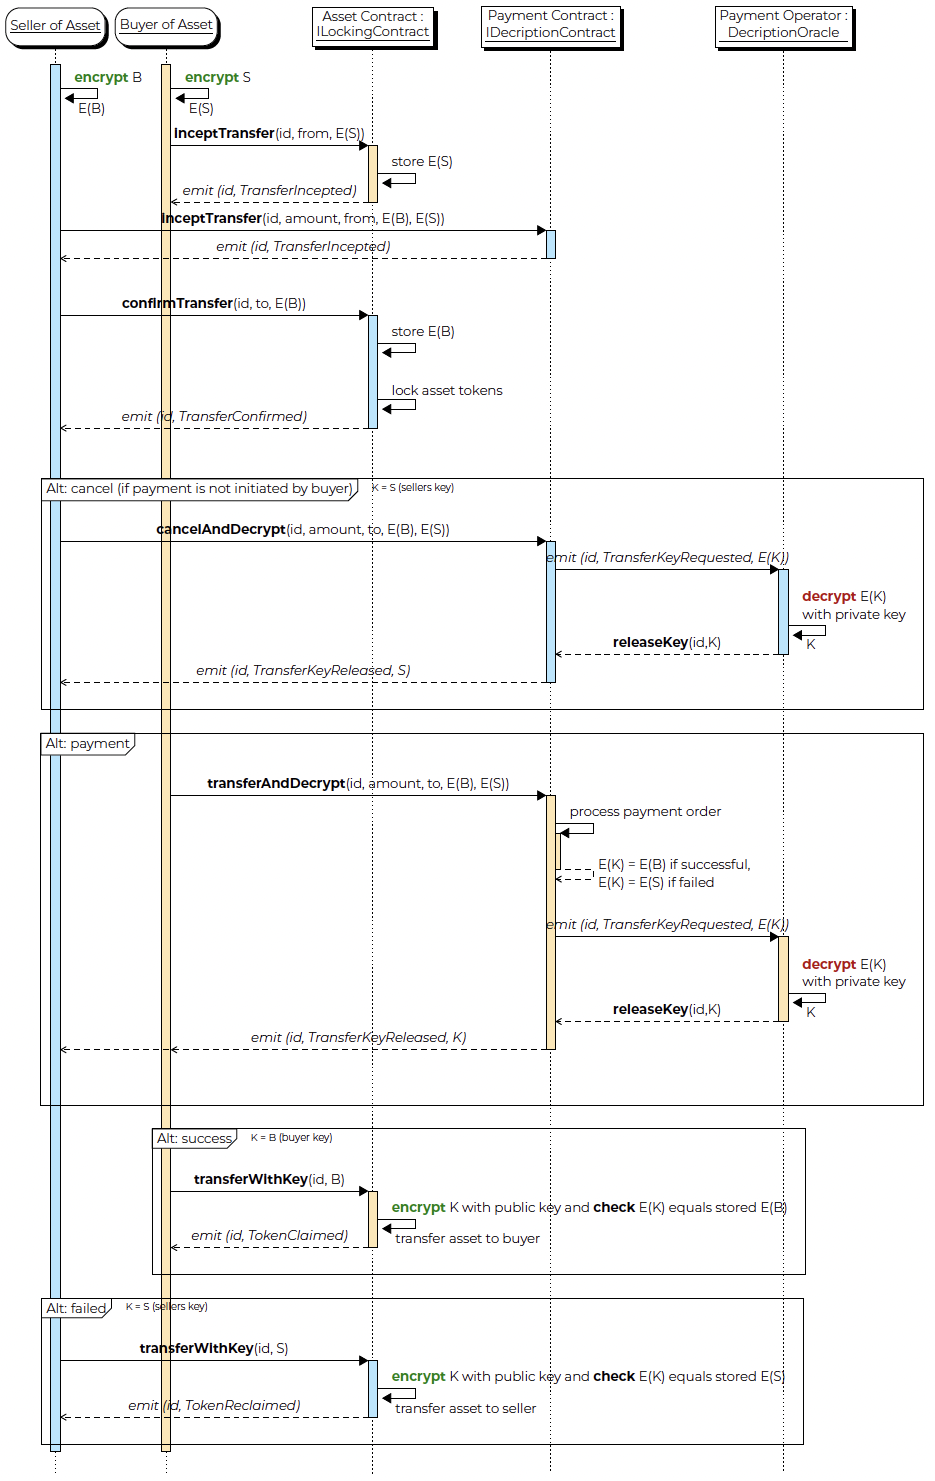 Seller of Asset
Buyer of Asset
Asset Contract :
ILockingContract
Payment Contract :
IDecriptionContract
Payment Operator :
DecriptionOracle
encrypt B
E(B)
encrypt S
E(S)
inceptTransfer(id, from, E(S))
store E(S)
emit (id, TransferIncepted)
inceptTransfer(id, amount, from, E(B), E(S))
emit (id, TransferIncepted)
confirmTransfer(id, to, E(B))
store E(B)
lock asset tokens
emit (id, TransferConfirmed)
Alt: cancel (if payment is not initiated by buyer)
K = S (sellers key)
cancelAndDecrypt(id, amount, to, E(B), E(S))
emit (id, TransferKeyRequested, E(K))
decrypt E(K)
with private key
K
releaseKey(id,K)
emit (id, TransferKeyReleased, S)
Alt: payment
transferAndDecrypt(id, amount, to, E(B), E(S))
process payment order
E(K) = E(B) if successful,
E(K) = E(S) if failed
emit (id, TransferKeyRequested, E(K))
decrypt E(K)
with private key
K
releaseKey(id,K)
emit (id, TransferKeyReleased, K)
Alt: success
K = B (buyer key)
transferWithKey(id, B)
encrypt K with public key and check E(K) equals stored E(B)
emit (id, TokenClaimed)
transfer asset to buyer
Alt: failed
K = S (sellers key)
transferWithKey(id, S)
encrypt K with public key and check E(K) equals stored E(S)
emit (id, TokenReclaimed)
transfer asset to seller